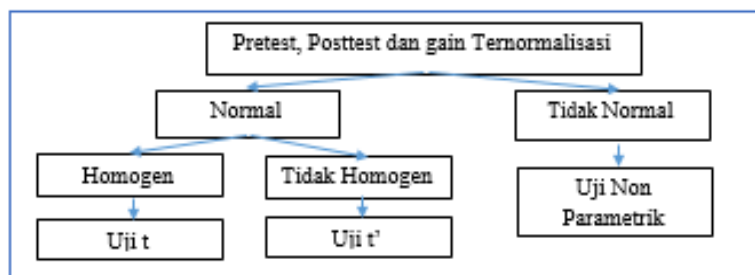 Pretest, Posttest dan gain Ternormalisasi
Normal
Tidak Normal
Homogen
Tidak Homogen
Uji Non
Parametrik
Uji t
Uji t'